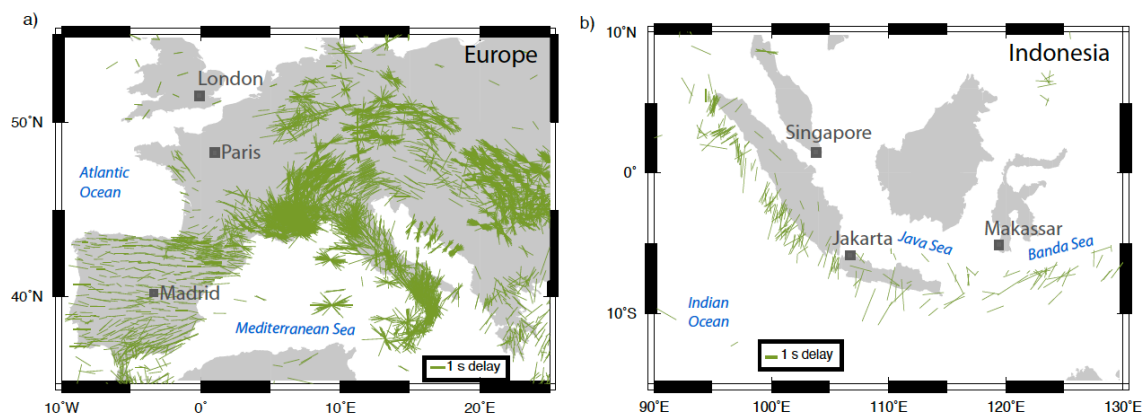 a)
Europe
London
50°N
Paris
Atlantic
Ocean
40°N
Madrid
Mediterranean Sea
1 s delay
10°W
0°
10°E
20°E
b)
10°N
Indonesia
Singapore
0°
Makassar
Jakarta
Java Sea
Banda Sea
Indian
Ocean
10°S
1 s delay
90°E
100°E
110°E
120°E
130°E